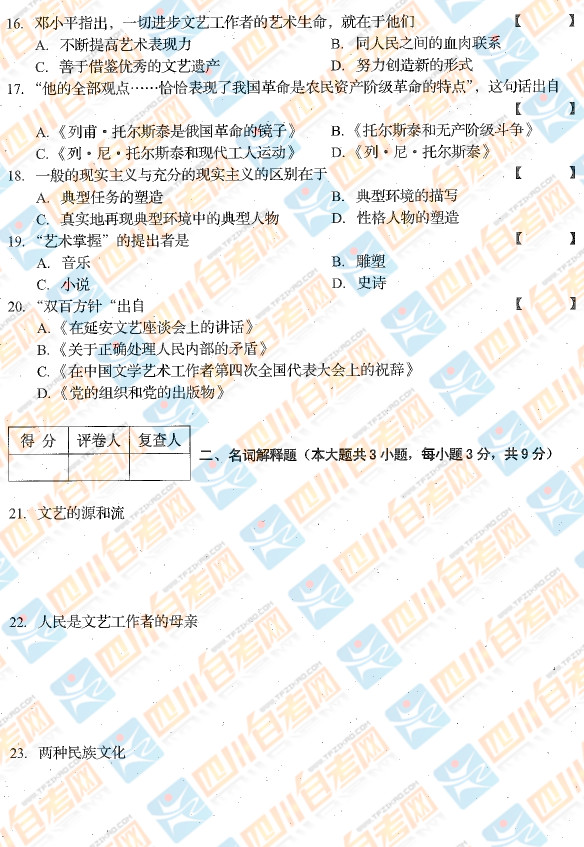 16. 邓小平指出，一切进步文艺工作者的艺术生命，就在于他们 【 】
A. 不断提高艺术表现力 B. 同人民之间的血肉联系
C. 善于借鉴优秀的文艺遗产 D. 努力创造新的形式
17. “他的全部观点……恰恰表现了我国革命是农民资产阶级革命的特点”，这句话出自
【 】
A.《列甫·托尔斯泰是俄国革命的镜子》 B.《托尔斯泰和无产阶级斗争》
C.《列·尼·托尔斯泰和现代工人运动》 D.《列·尼·托尔斯泰》
18. 一般的现实主义与充分的现实主义的区别在于 【 】
A. 典型任务的塑造 B. 典型环境的描写
C. 真实地再现典型环境中的典型人物 D. 性格人物的塑造
19. “艺术掌握”的提出者是 【 】
A. 音乐 B. 雕塑
C. 小说 D. 史诗
20. “双百方针“出自 【 】
A.《在延安文艺座谈会上的讲话》
B.《关于正确处理人民内部的矛盾》
C.《在中国文学艺术工作者第四次全国代表大会上的祝辞》
D.《党的组织和党的出版物》
得 分 评卷人 复查人
二、名词解释题（本大题共 3 小题，每小题 3 分，共 9 分）
21. 文艺的源和流
22. 人民是文艺工作者的母亲
23. 两种民族文化
四川自考网
WWW.TPZIKAO.COM